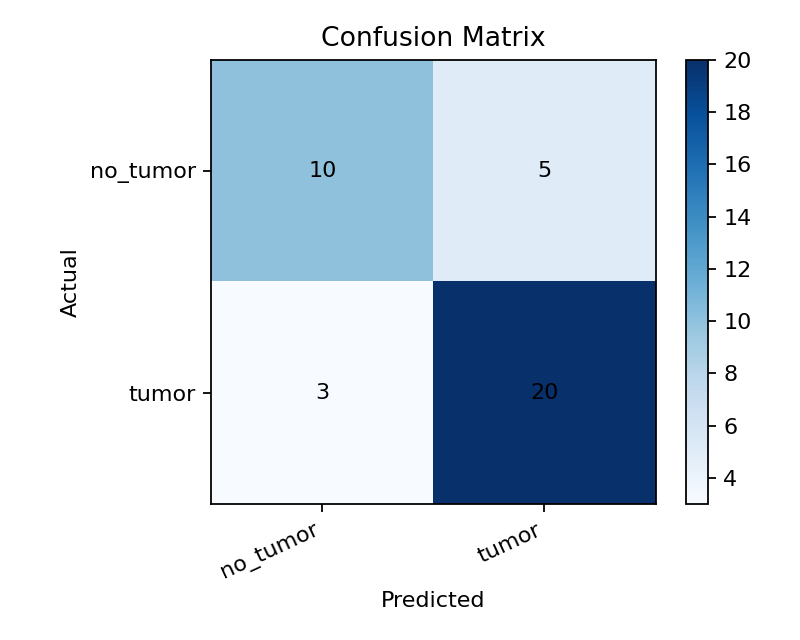 Confusion Matrix
no_tumor
10
5
tumor
3
20
Actual
no_tumor
tumor
Predicted
20
18
16
14
12
10
8
6
4